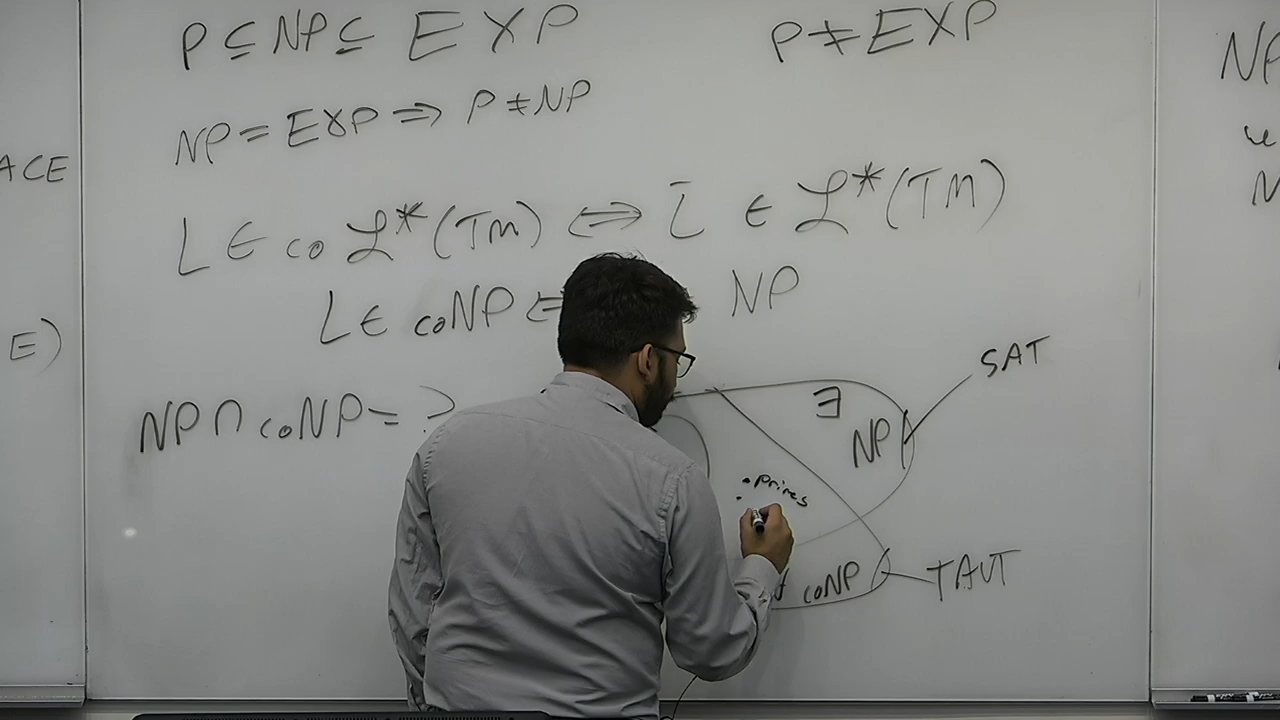 P ⊆ NP ⊆ EXP
P ≠ EXP
NP = EXP ⇒ P ≠ NP
L ∈ co ℒ*(TM) ⇔ L̄ ∈ ℒ*(TM)
L ∈ coNP NP
NP ∩ coNP = ?
SAT
∃
NP
• primes
•
coNP
TAUT
ACE
E)
NP